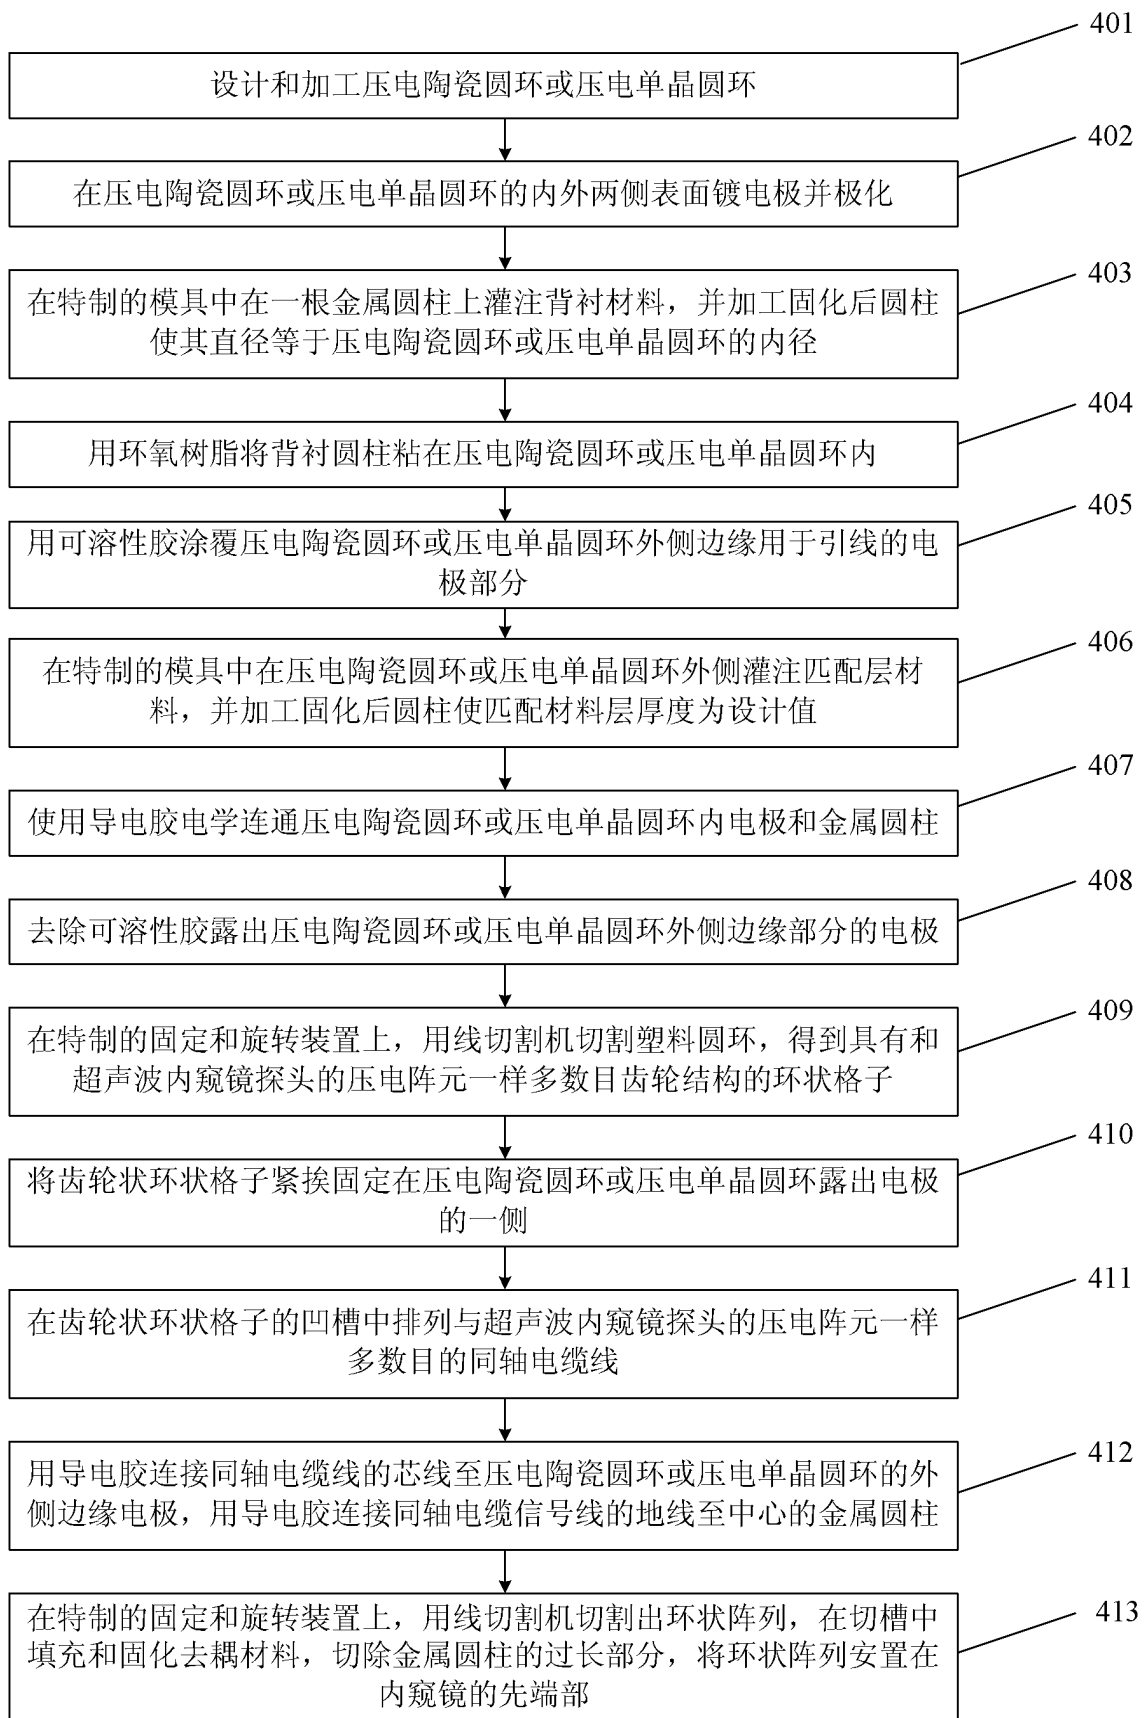 401
设计和加工压电陶瓷圆环或压电单晶圆环
402
在压电陶瓷圆环或压电单晶圆环的内外两侧表面镀电极并极化
403
在特制的模具中在一根金属圆柱上灌注背衬材料，并加工固化后圆柱
使其直径等于压电陶瓷圆环或压电单晶圆环的内径
404
用环氧树脂将背衬圆柱粘在压电陶瓷圆环或压电单晶圆环内
405
用可溶性胶涂覆压电陶瓷圆环或压电单晶圆环外侧边缘用于引线的电
极部分
406
在特制的模具中在压电陶瓷圆环或压电单晶圆环外侧灌注匹配层材
料，并加工固化后圆柱使匹配材料层厚度为设计值
407
使用导电胶电学连通压电陶瓷圆环或压电单晶圆环内电极和金属圆柱
408
去除可溶性胶露出压电陶瓷圆环或压电单晶圆环外侧边缘部分的电极
409
在特制的固定和旋转装置上，用线切割机切割塑料圆环，得到具有和
超声波内窥镜探头的压电阵元一样多数目齿轮结构的环状格子
410
将齿轮状环状格子紧挨固定在压电陶瓷圆环或压电单晶圆环露出电极
的一侧
411
在齿轮状环状格子的凹槽中排列与超声波内窥镜探头的压电阵元一样
多数目的同轴电缆线
412
用导电胶连接同轴电缆线的芯线至压电陶瓷圆环或压电单晶圆环的外
侧边缘电极，用导电胶连接同轴电缆信号线的地线至中心的金属圆柱
413
在特制的固定和旋转装置上，用线切割机切割出环状阵列，在切槽中
填充和固化去耦材料，切除金属圆柱的过长部分，将环状阵列安置在
内窥镜的先端部